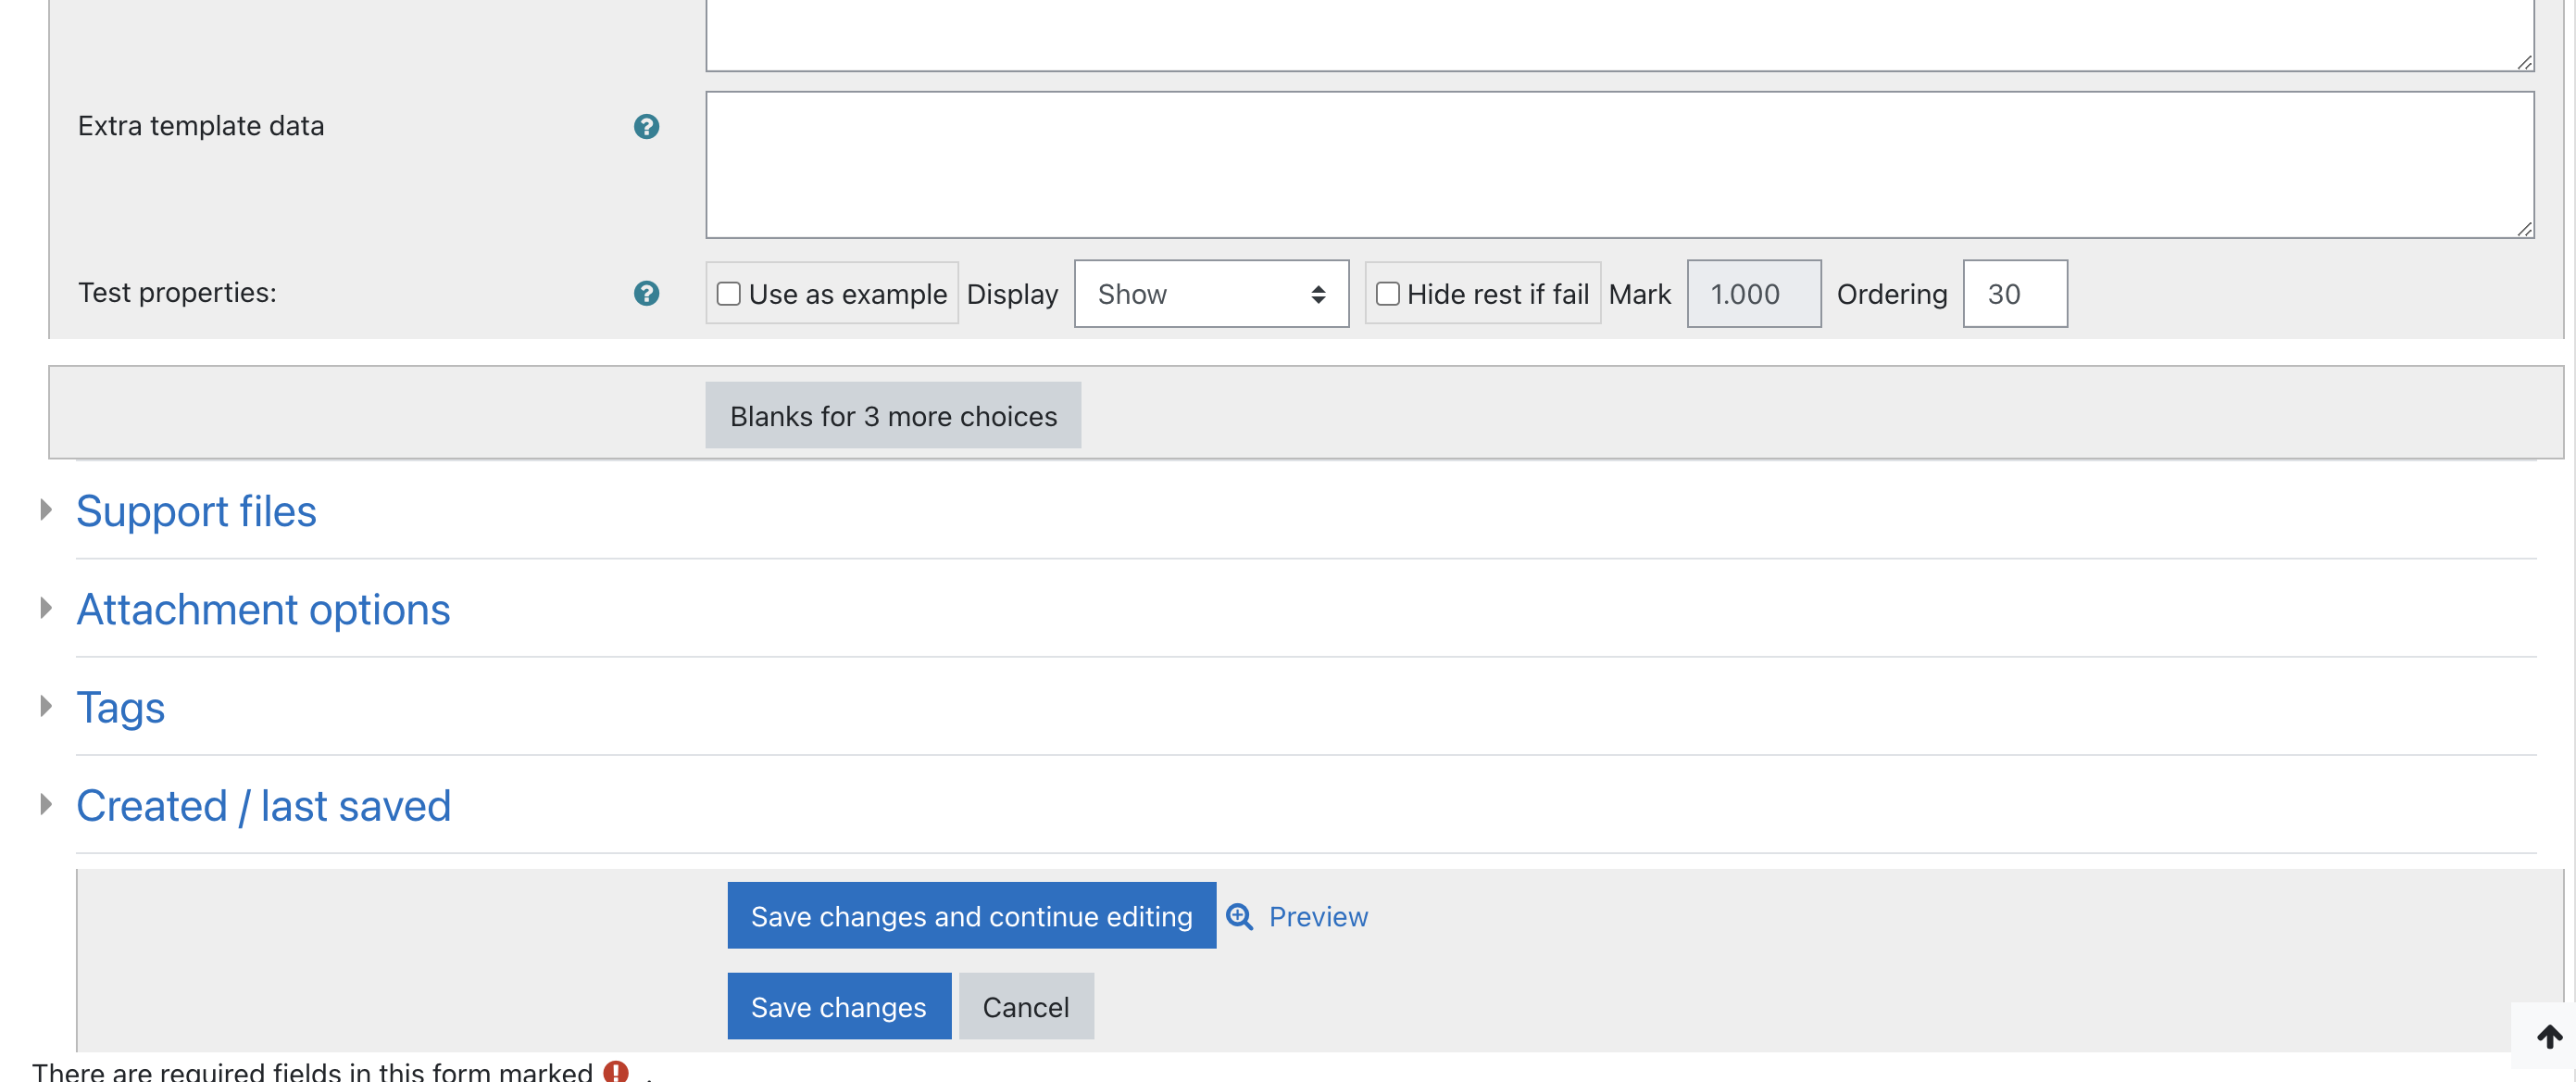 Extra template data
Test properties: Use as example Display Show Hide rest if fail Mark 1.000 Ordering 30
Blanks for 3 more choices
Support files
Attachment options
Tags
Created / last saved
Save changes and continue editing Preview
Save changes Cancel
There are required fields in this form marked .